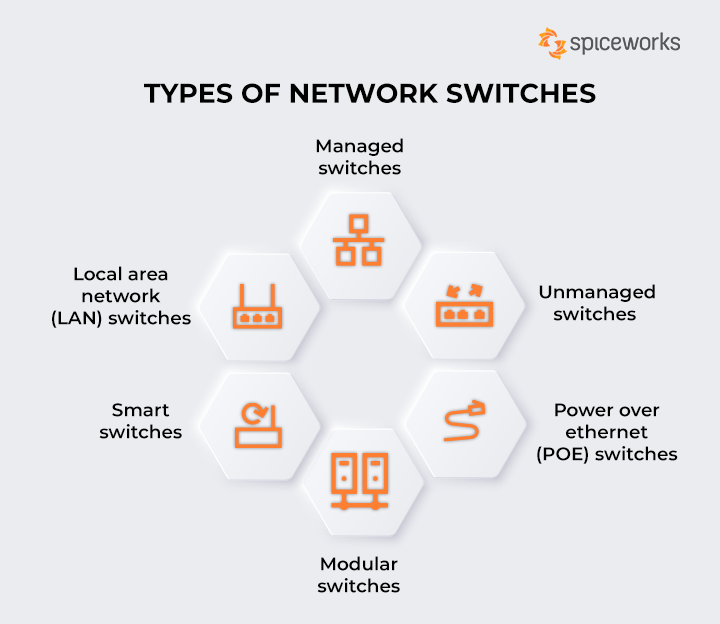 spiceworks
TYPES OF NETWORK SWITCHES
Managed
switches
Local area
network
(LAN) switches
Unmanaged
switches
Smart
switches
Power over
ethernet
(POE) switches
Modular
switches